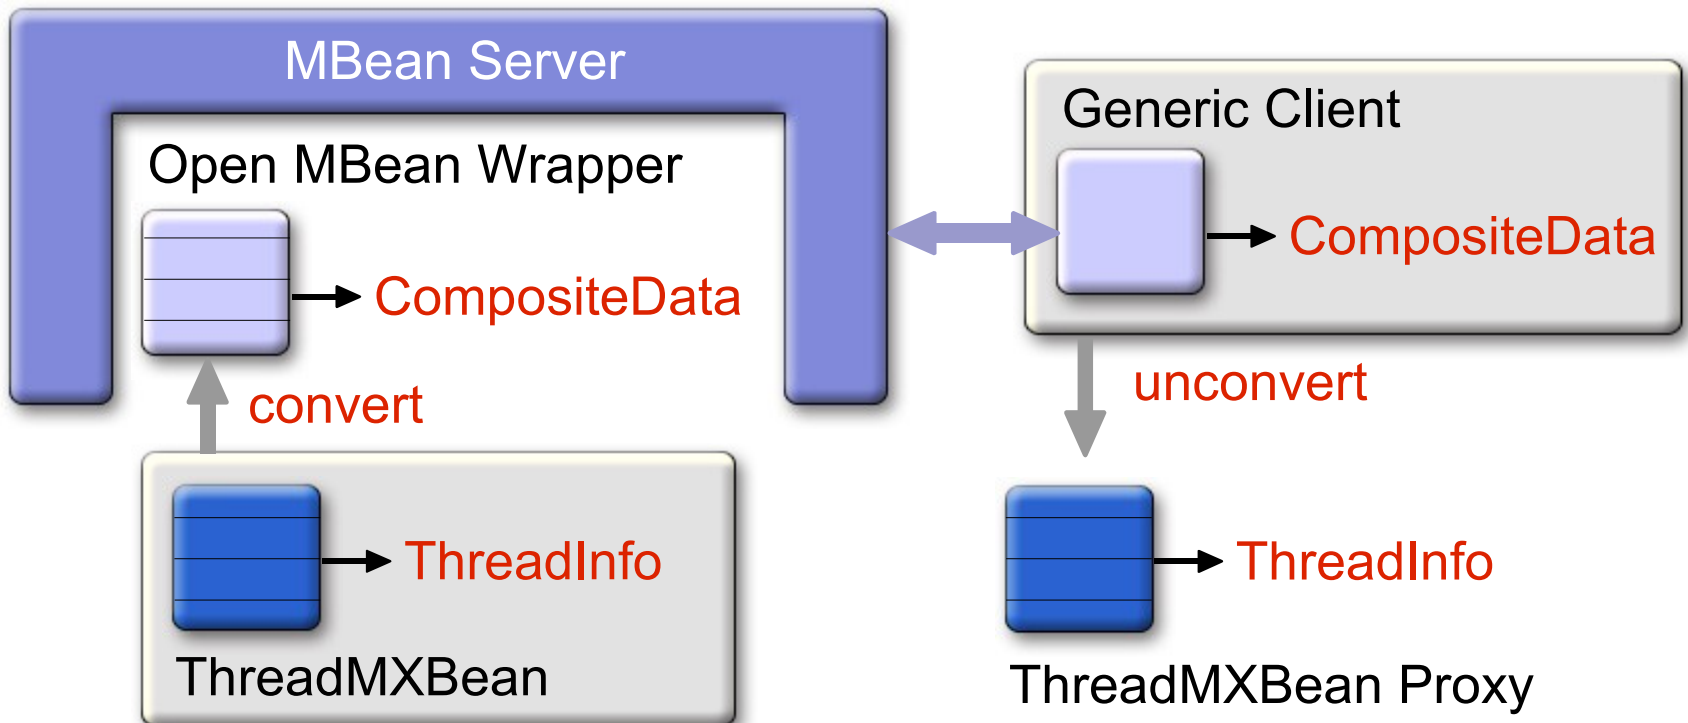 MBean Server
Open MBean Wrapper
CompositeData
convert
ThreadInfo
ThreadMXBean
Generic Client
CompositeData
unconvert
ThreadInfo
ThreadMXBean Proxy